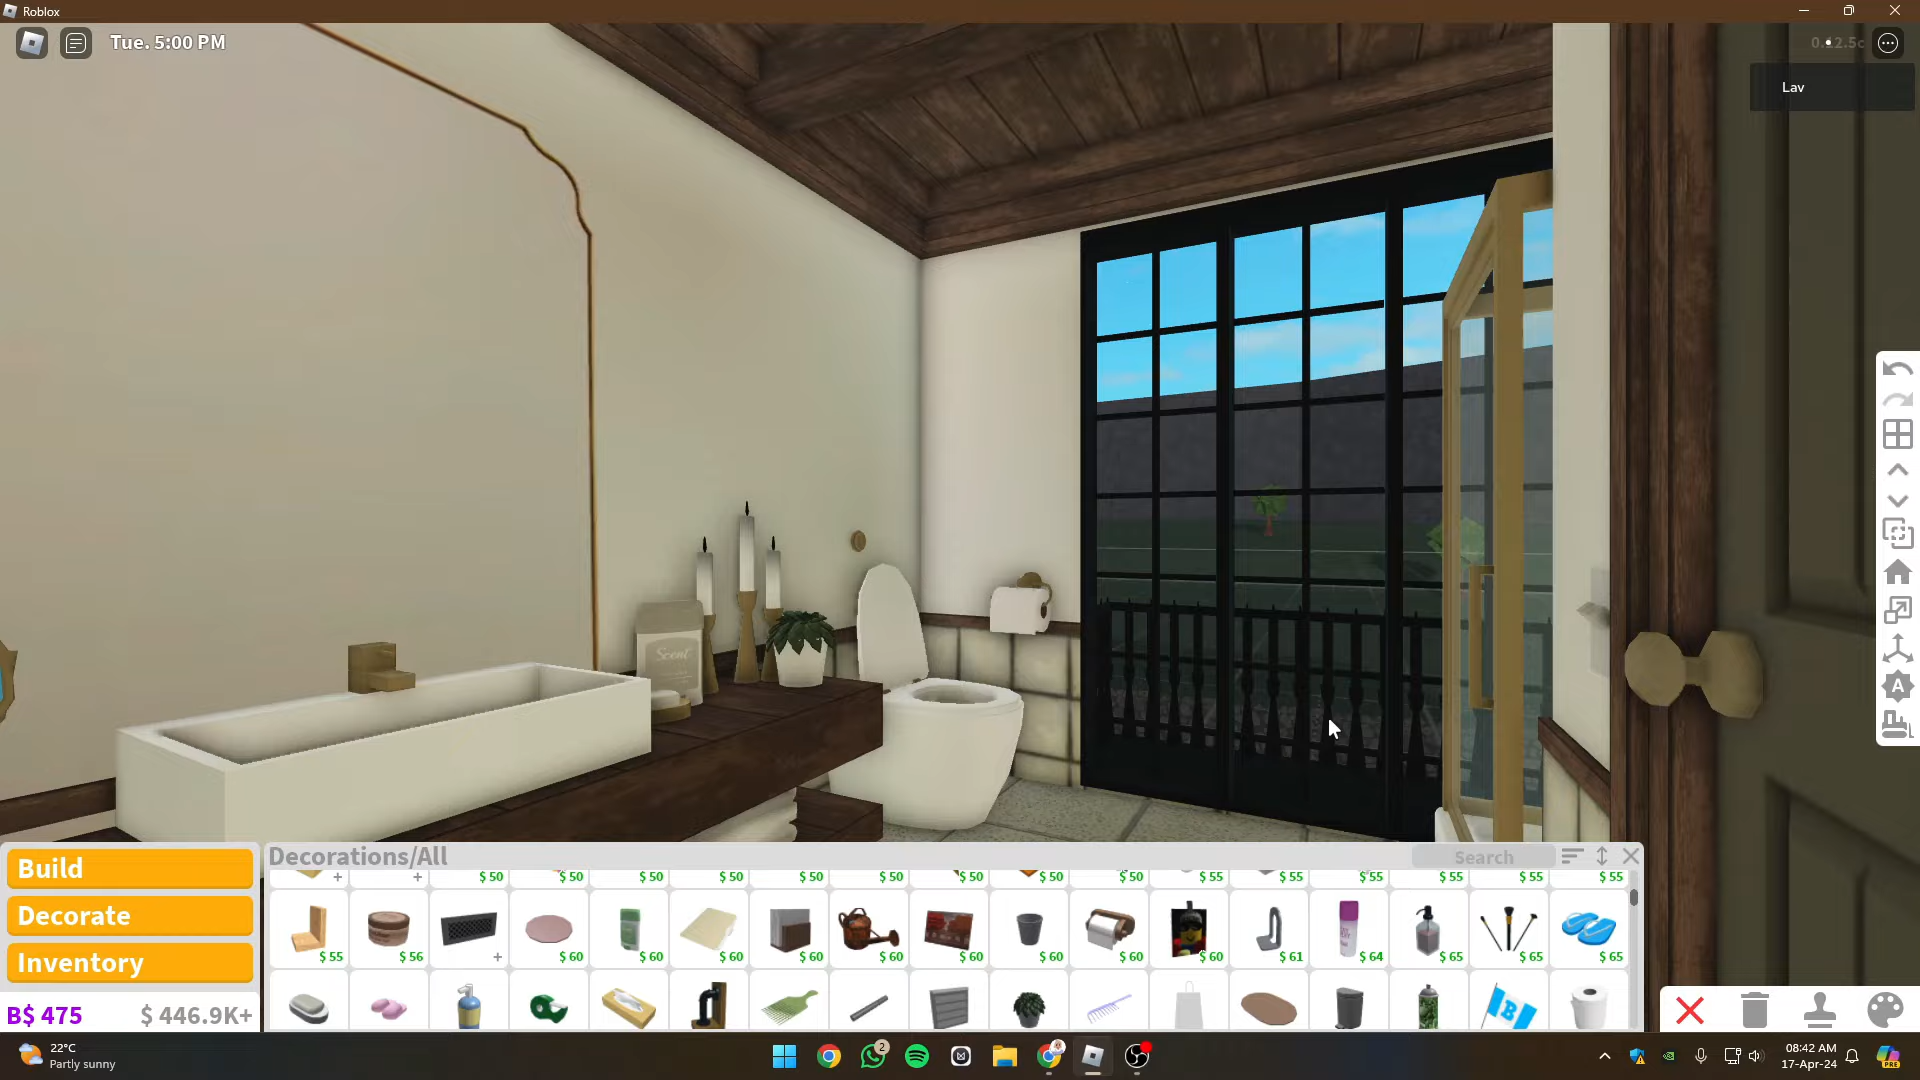 Roblox
Tue. 5:00 PM
Lav
Scent
Build
Decorate
Inventory
B$ 475 $ 446.9K+
Decorations/All
Search
+ + $ 50 $ 50 $ 50 $ 50 $ 50 $ 50 $ 50 $ 50 $ 50 $ 55 $ 55 $ 55 $ 55 $ 55 $ 55
$ 55 $ 56 + $ 60 $ 60 $ 60 $ 60 $ 60 $ 60 $ 60 $ 60 $ 60 $ 61 $ 64 $ 65 $ 65 $ 65
A
B
22°C
Partly sunny
2
08:42 AM
17-Apr-24
PRE